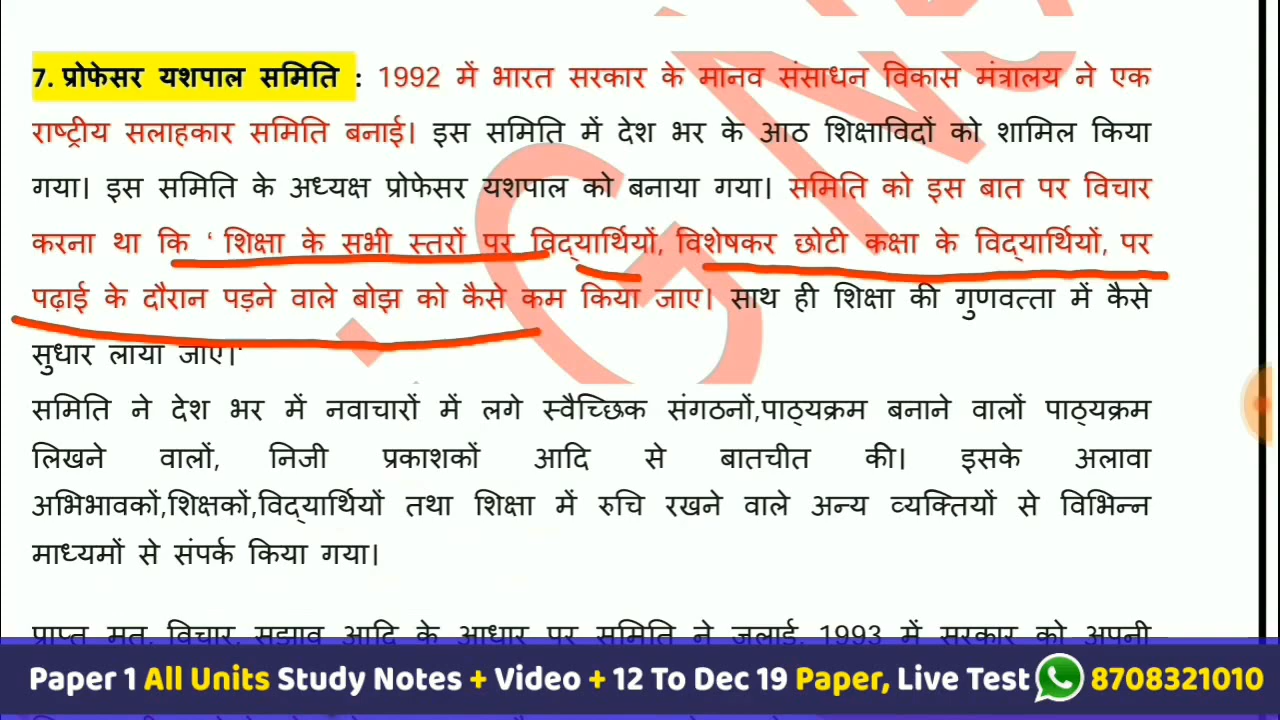 7. प्रोफेसर यशपाल समिति : 1992 में भारत सरकार के मानव संसाधन विकास मंत्रालय ने एक
राष्ट्रीय सलाहकार समिति बनाई। इस समिति में देश भर के आठ शिक्षाविदों को शामिल किया
गया। इस समिति के अध्यक्ष प्रोफेसर यशपाल को बनाया गया। समिति को इस बात पर विचार
करना था कि ‘ शिक्षा के सभी स्तरों पर विद्यार्थियों, विशेषकर छोटी कक्षा के विद्यार्थियों, पर
पढ़ाई के दौरान पड़ने वाले बोझ को कैसे कम किया जाए। साथ ही शिक्षा की गुणवत्ता में कैसे
सुधार लाया जाए।’
समिति ने देश भर में नवाचारों में लगे स्वैच्छिक संगठनों,पाठ्यक्रम बनाने वालों पाठ्यक्रम
लिखने वालों, निजी प्रकाशकों आदि से बातचीत की। इसके अलावा
अभिभावकों,शिक्षकों,विद्यार्थियों तथा शिक्षा में रुचि रखने वाले अन्य व्यक्तियों से विभिन्न
माध्यमों से संपर्क किया गया।
प्राप्त मत, विचार, सुझाव आदि के आधार पर समिति ने जुलाई, 1993 में सरकार को अपनी
Paper 1 All Units Study Notes + Video + 12 To Dec 19 Paper, Live Test 8708321010